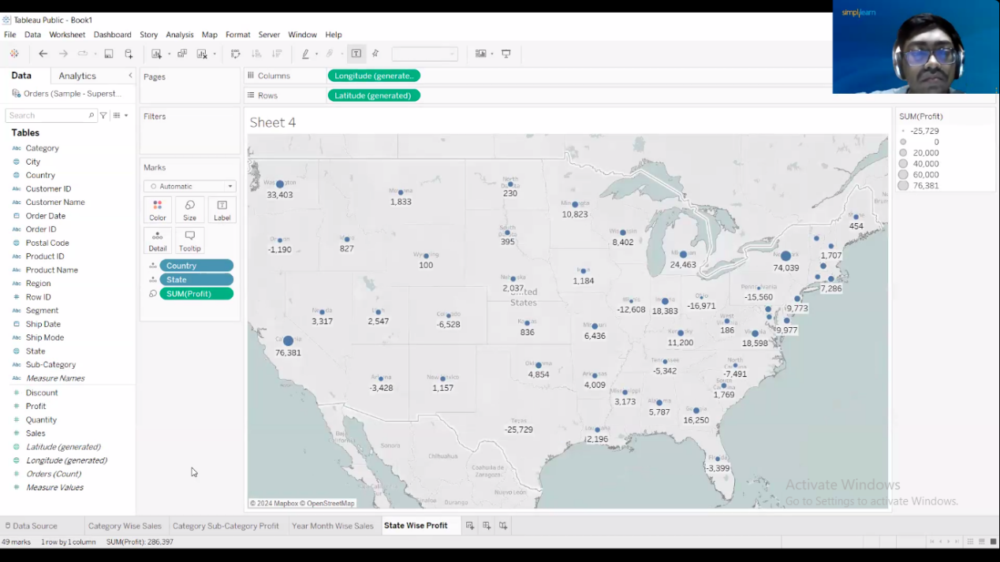 Tableau Public - Book1
simplilearn
File Data Worksheet Dashboard Story Analysis Map Format Server Window Help
Data Analytics
Orders (Sample - Superst...
Search
Tables
Abc Category
City
Country
Abc Customer ID
Abc Customer Name
Order Date
Abc Order ID
Postal Code
Abc Product ID
Abc Product Name
Abc Region
# Row ID
Abc Segment
Ship Date
Abc Ship Mode
State
Abc Sub-Category
Abc Measure Names
# Discount
# Profit
# Quantity
# Sales
Latitude (generated)
Longitude (generated)
# Orders (Count)
# Measure Values
Pages
Filters
Marks
Automatic
Color Size Label
Detail Tooltip
Country
State
SUM(Profit)
Columns Longitude (generate..
Rows Latitude (generated)
Sheet 4
Washington
33,403
Montana
1,833
North Dakota
230
Minnesota
10,823
Maine
454
Oregon
-1,190
Idaho
827
Wyoming
100
South Dakota
395
Wisconsin
8,402
Michigan
24,463
New York
74,039
1,707
7,286
Nebraska
2,037
Iowa
1,184
United States
Pennsylvania
-15,560
Illinois
-12,608
18,383
Ohio
-16,971
9,773
9,977
California
76,381
Nevada
3,317
Utah
2,547
Colorado
-6,528
Kansas
836
Missouri
6,436
Kentucky
11,200
West Virginia
186
Virginia
18,598
Arizona
-3,428
New Mexico
1,157
Oklahoma
4,854
Arkansas
4,009
Tennessee
-5,342
North Carolina
-7,491
South Carolina
1,769
Mississippi
3,173
Alabama
5,787
Georgia
16,250
Texas
-25,729
Louisiana
2,196
Florida
-3,399
Baja California
Sonora
Chihuahua
Coahuila de Zaragoza
Nuevo León
Durango
© 2024 Mapbox © OpenStreetMap
SUM(Profit)
-25,729
0
20,000
40,000
60,000
76,381
Activate Windows
Go to Settings to activate Windows.
Data Source Category Wise Sales Category Sub-Category Profit Year Month Wise Sales State Wise Profit
49 marks 1 row by 1 column SUM(Profit): 286,397